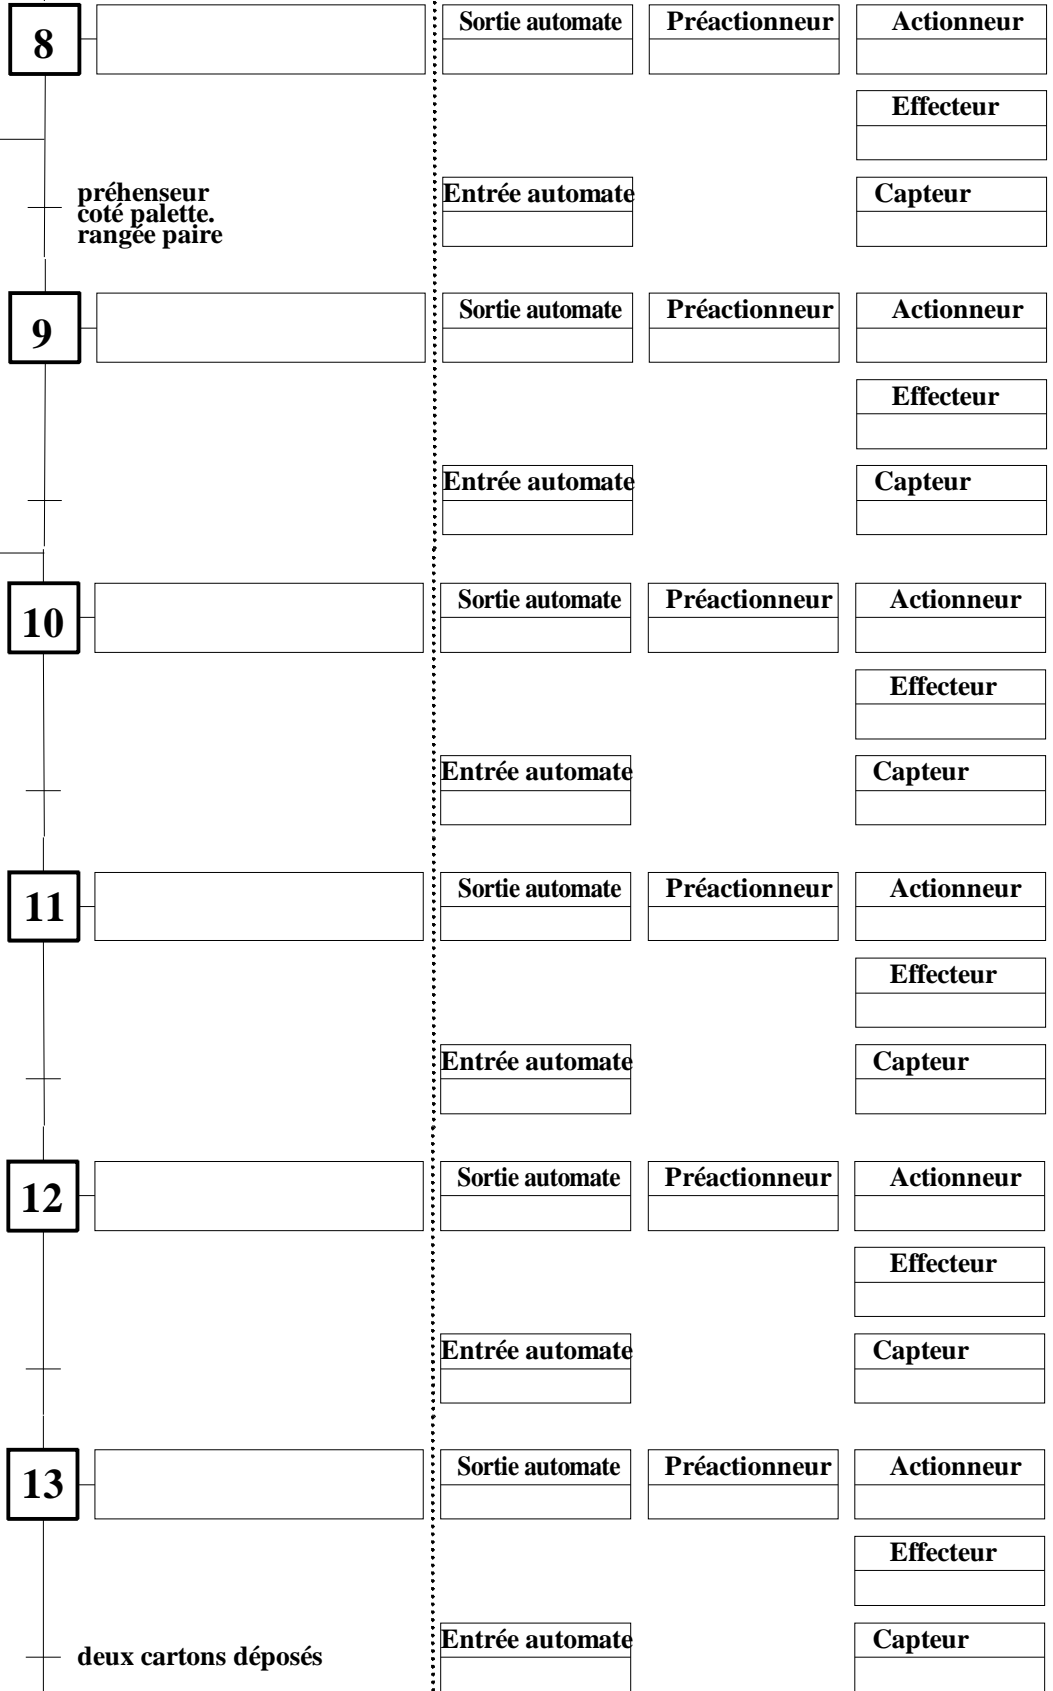 8
Sortie automate Préactionneur Actionneur
Effecteur
préhenseur
coté palette.
rangée paire
Entrée automate Capteur
9
Sortie automate Préactionneur Actionneur
Effecteur
Entrée automate Capteur
10
Sortie automate Préactionneur Actionneur
Effecteur
Entrée automate Capteur
11
Sortie automate Préactionneur Actionneur
Effecteur
Entrée automate Capteur
12
Sortie automate Préactionneur Actionneur
Effecteur
Entrée automate Capteur
13
Sortie automate Préactionneur Actionneur
Effecteur
deux cartons déposés
Entrée automate Capteur